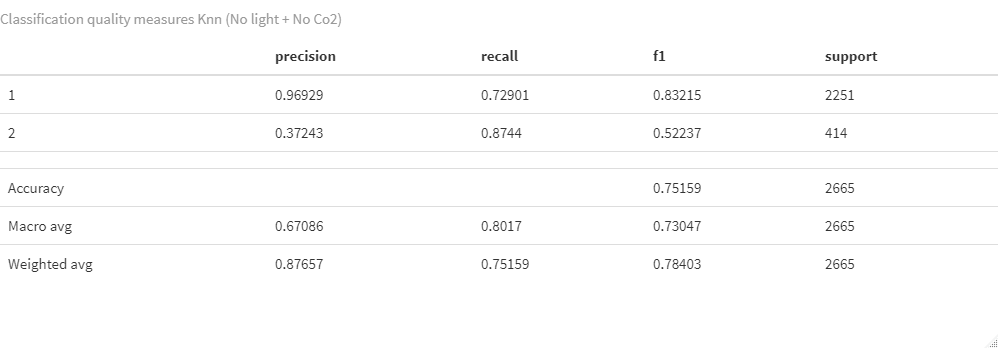 Classification quality measures Knn (No light + No Co2)
precision recall f1 support
1 0.96929 0.72901 0.83215 2251
2 0.37243 0.8744 0.52237 414
Accuracy 0.75159 2665
Macro avg 0.67086 0.8017 0.73047 2665
Weighted avg 0.87657 0.75159 0.78403 2665